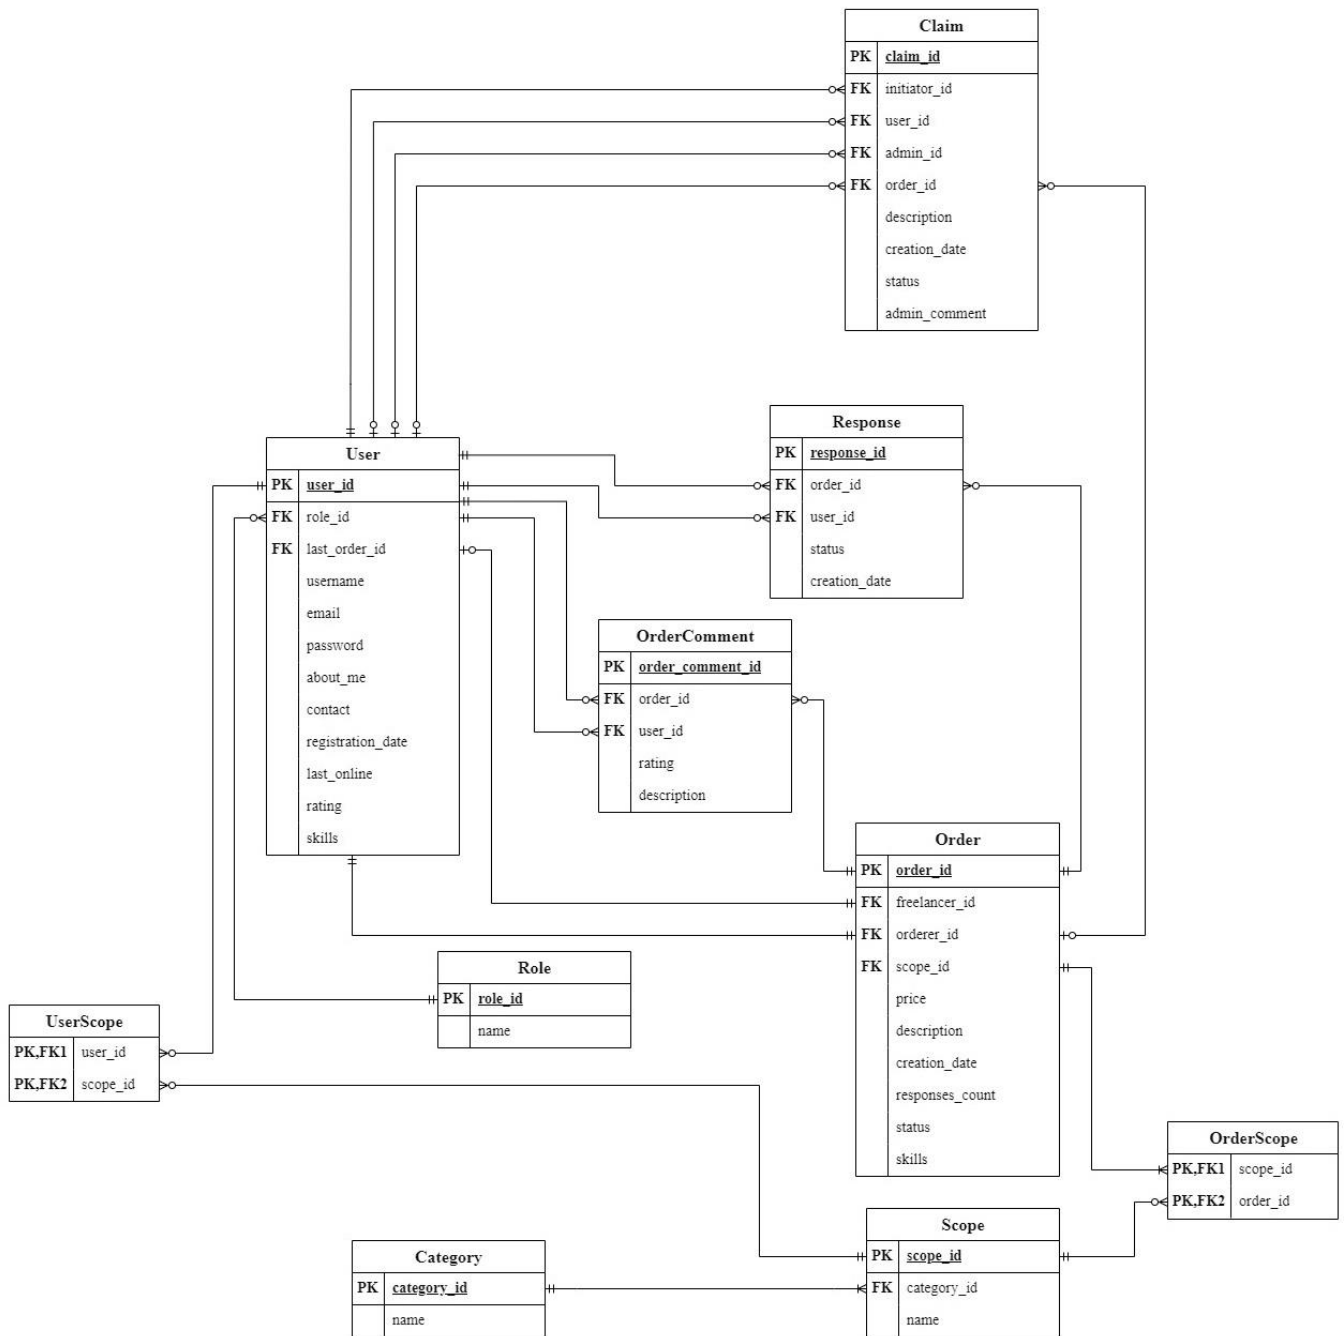 Claim
PK claim_id
FK initiator_id
FK user_id
FK admin_id
FK order_id
description
creation_date
status
admin_comment
Response
PK response_id
FK order_id
FK user_id
status
creation_date
User
PK user_id
FK role_id
FK last_order_id
username
email
password
about_me
contact
registration_date
last_online
rating
skills
OrderComment
PK order_comment_id
FK order_id
FK user_id
rating
description
Order
PK order_id
FK freelancer_id
FK orderer_id
FK scope_id
price
description
creation_date
responses_count
status
skills
Role
PK role_id
name
UserScope
PK,FK1 user_id
PK,FK2 scope_id
OrderScope
PK,FK1 scope_id
PK,FK2 order_id
Scope
PK scope_id
FK category_id
name
Category
PK category_id
name